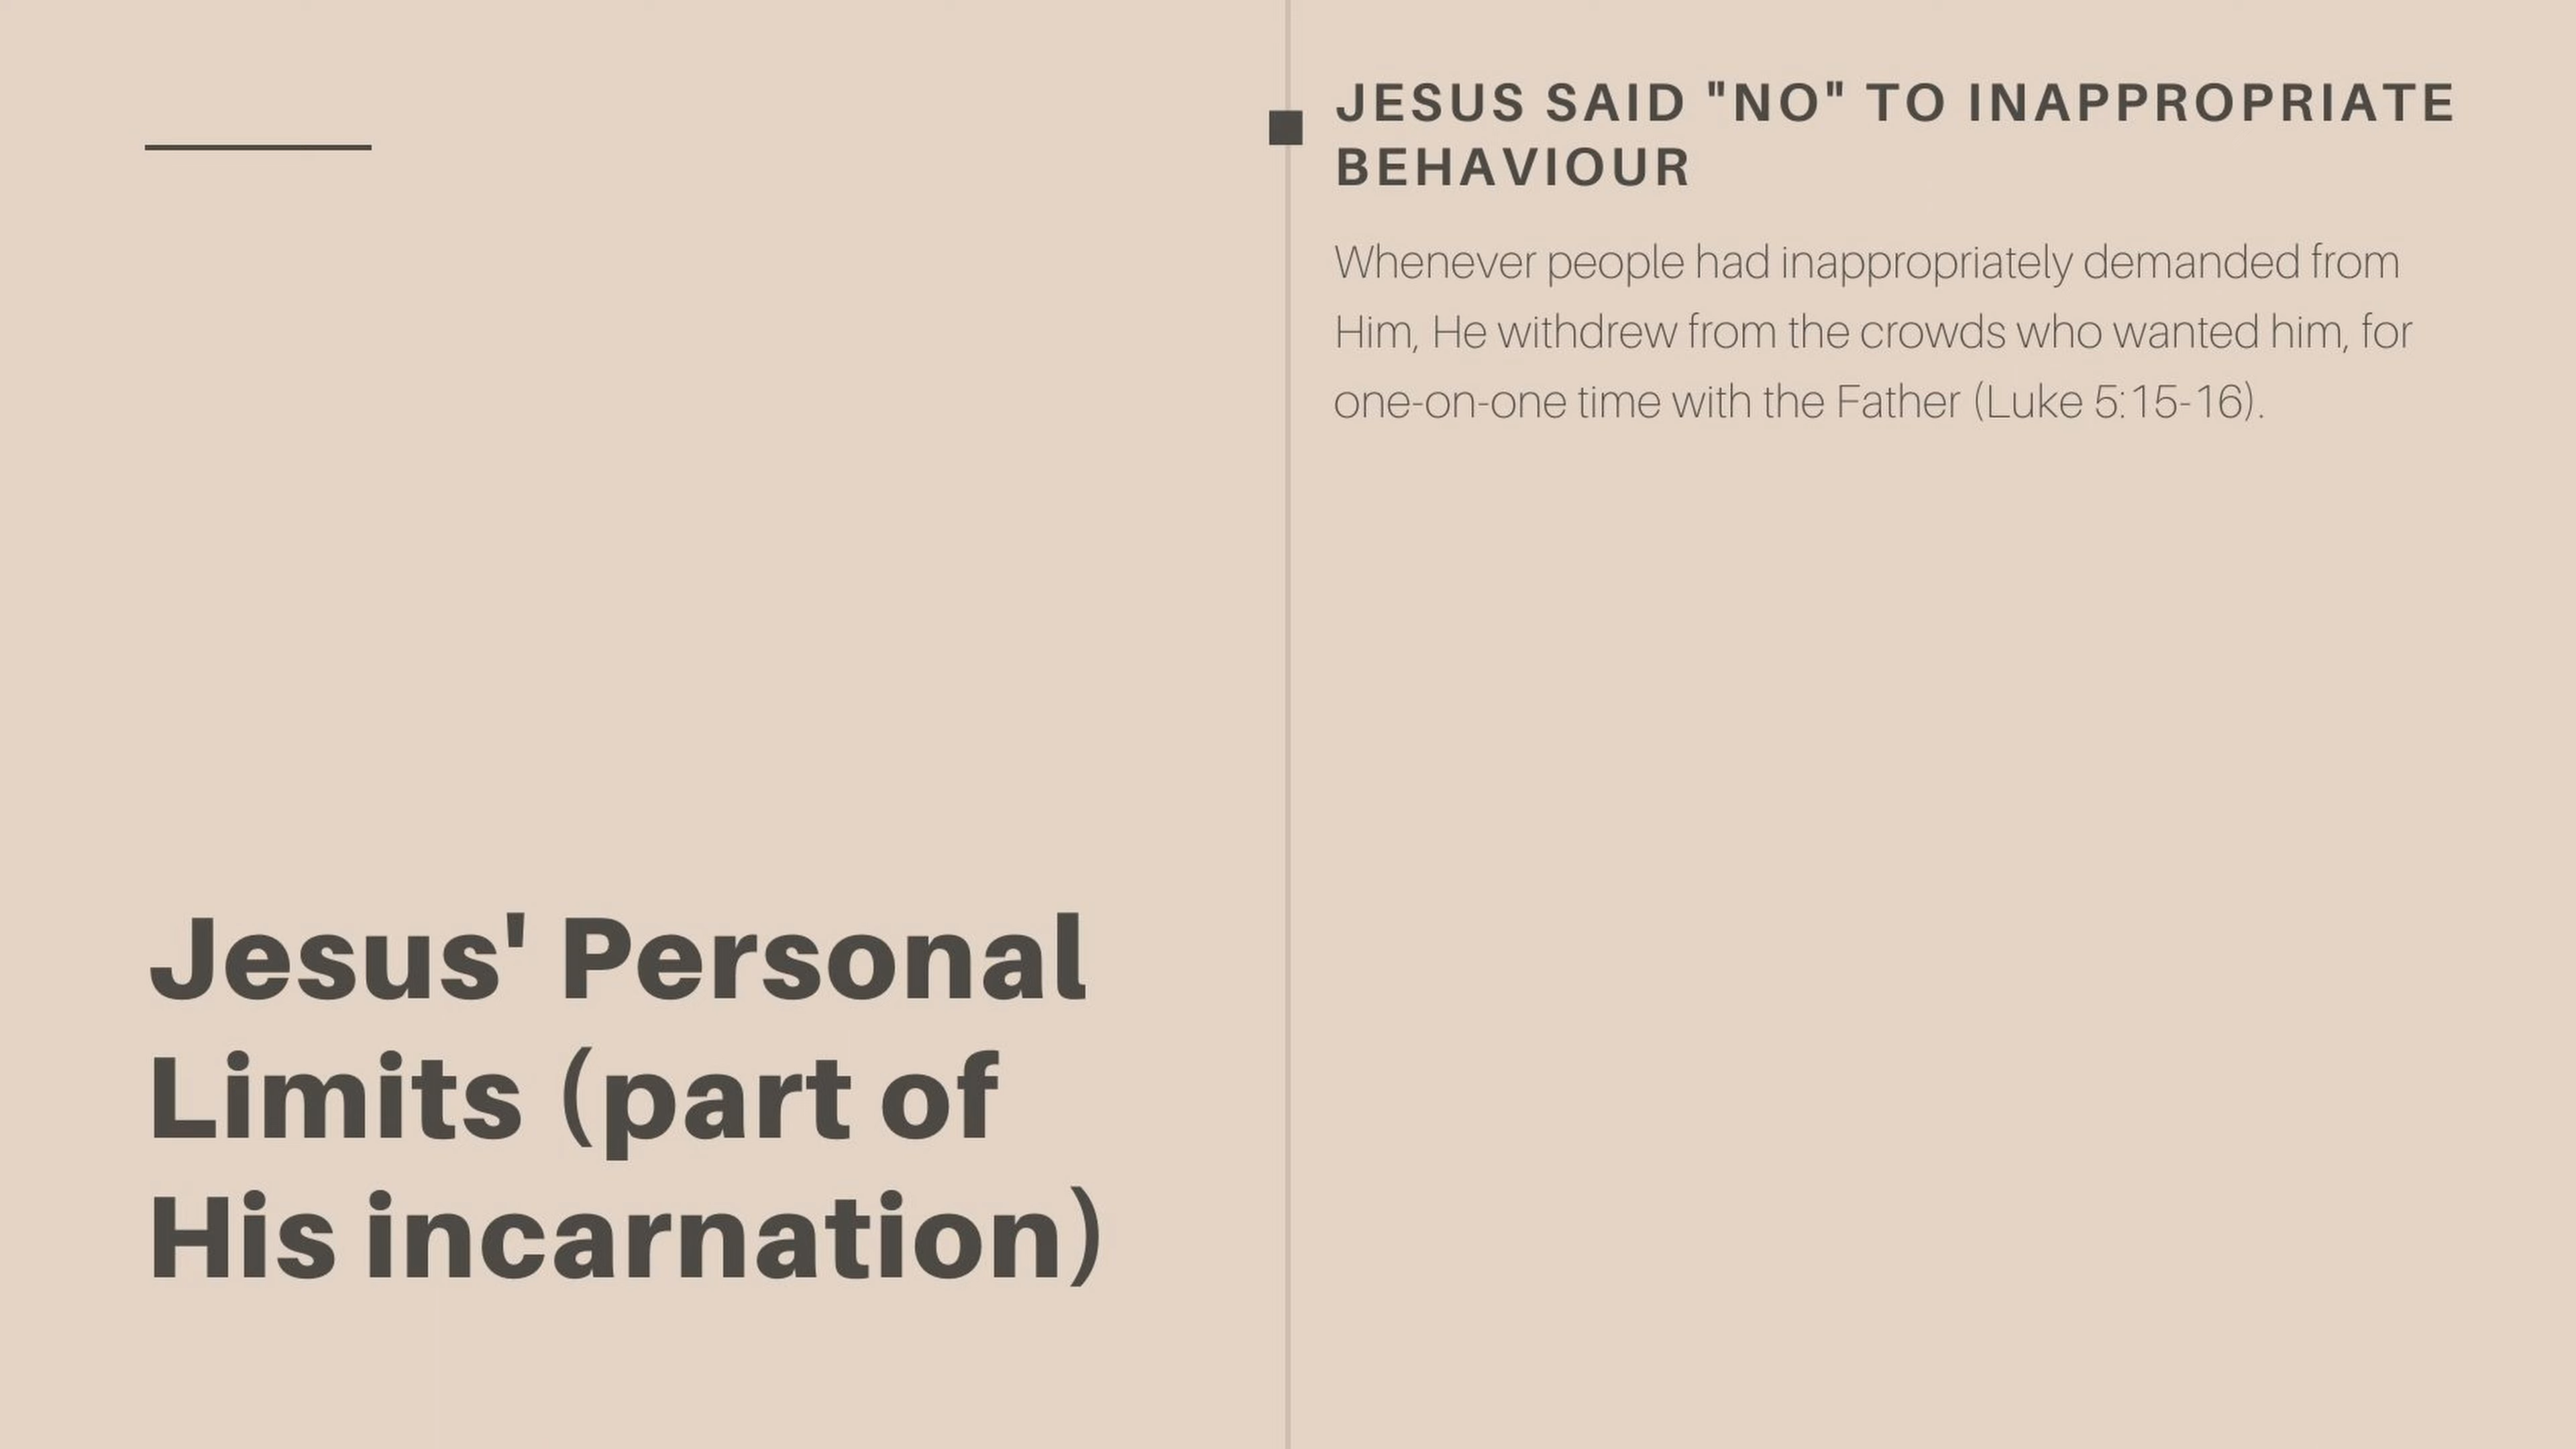 JESUS SAID "NO" TO INAPPROPRIATE
BEHAVIOUR
Whenever people had inappropriately demanded from
Him, He withdrew from the crowds who wanted him, for
one-on-one time with the Father (Luke 5:15-16).
Jesus' Personal
Limits (part of
His incarnation)